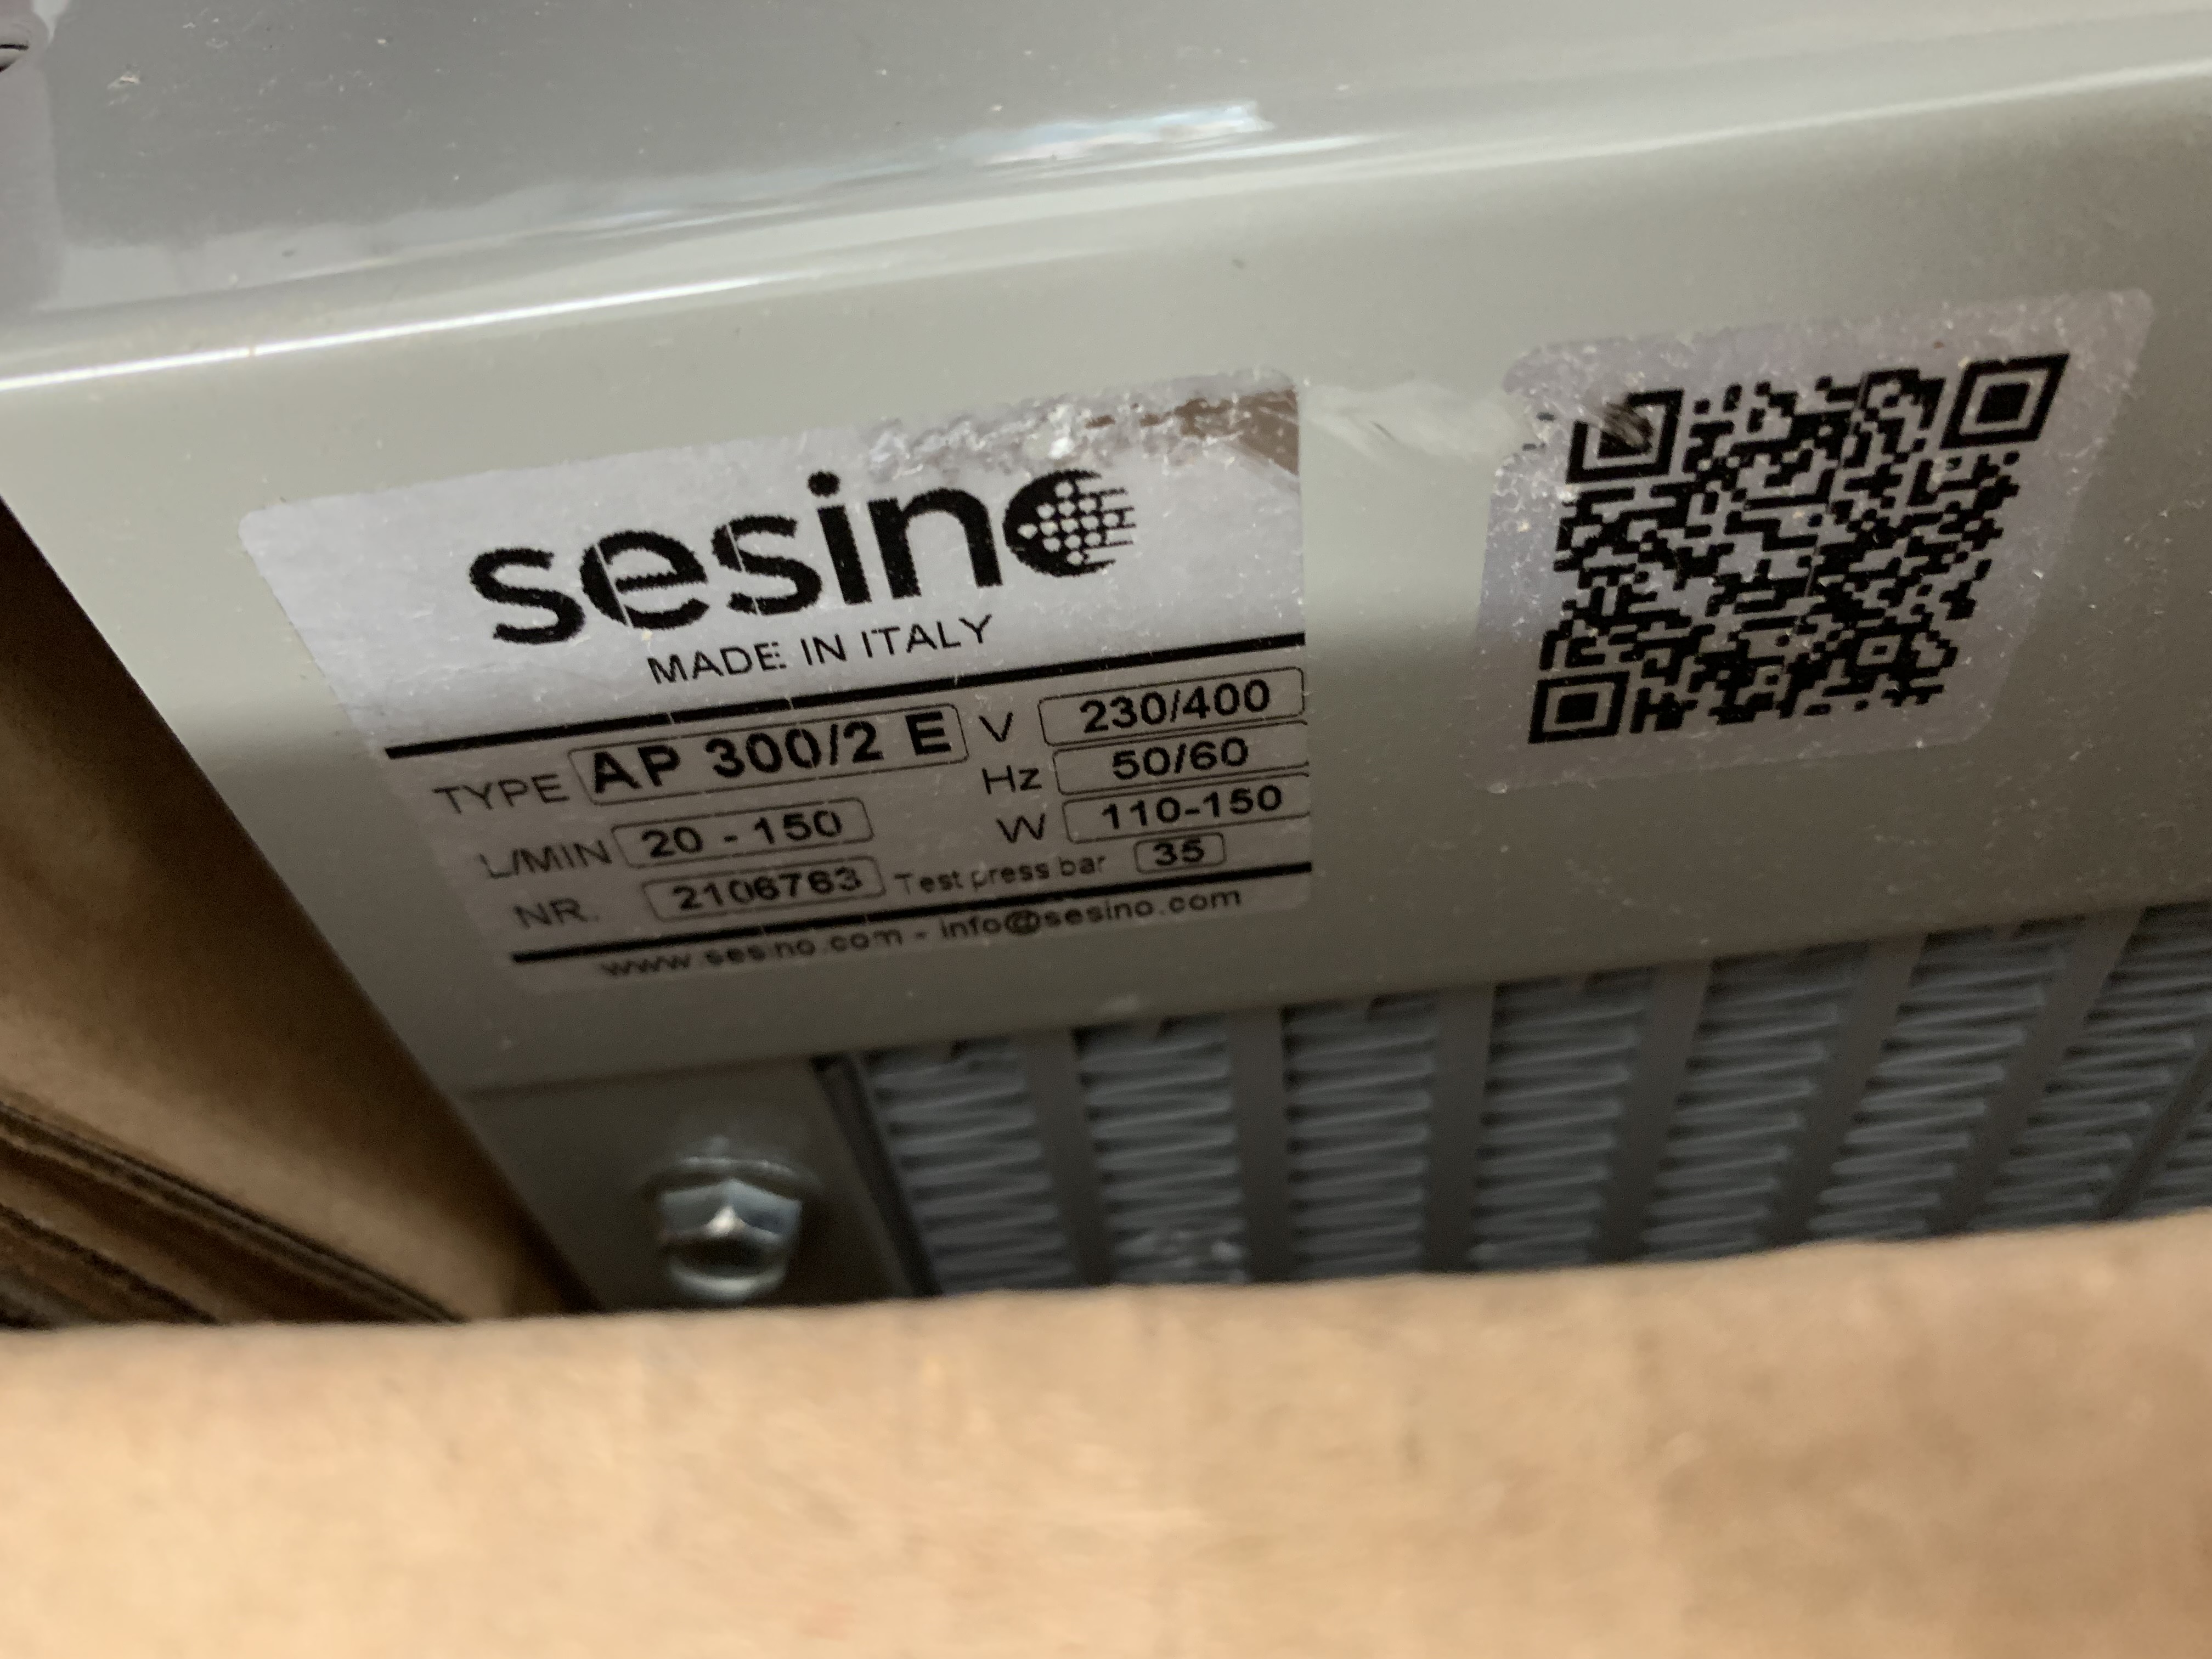 sesino
MADE IN ITALY
TYPE AP 300/2 E V 230/400
Hz 50/60
L/MIN 20 - 150 W 110-150
NR. 2106763 Test press bar 35
www.sesino.com - info@sesino.com